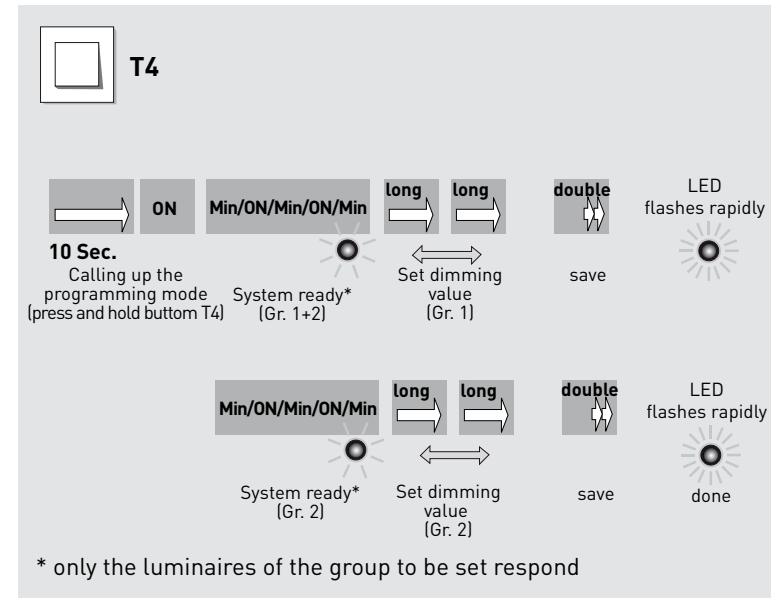 T4
ON
Min/ON/Min/ON/Min
long
long
double
LED
flashes rapidly
10 Sec.
Calling up the
programming mode
(press and hold buttom T4)
System ready*
(Gr. 1+2)
Set dimming
value
(Gr. 1)
save
Min/ON/Min/ON/Min
long
long
double
LED
flashes rapidly
System ready*
(Gr. 2)
Set dimming
value
(Gr. 2)
save
done
* only the luminaires of the group to be set respond